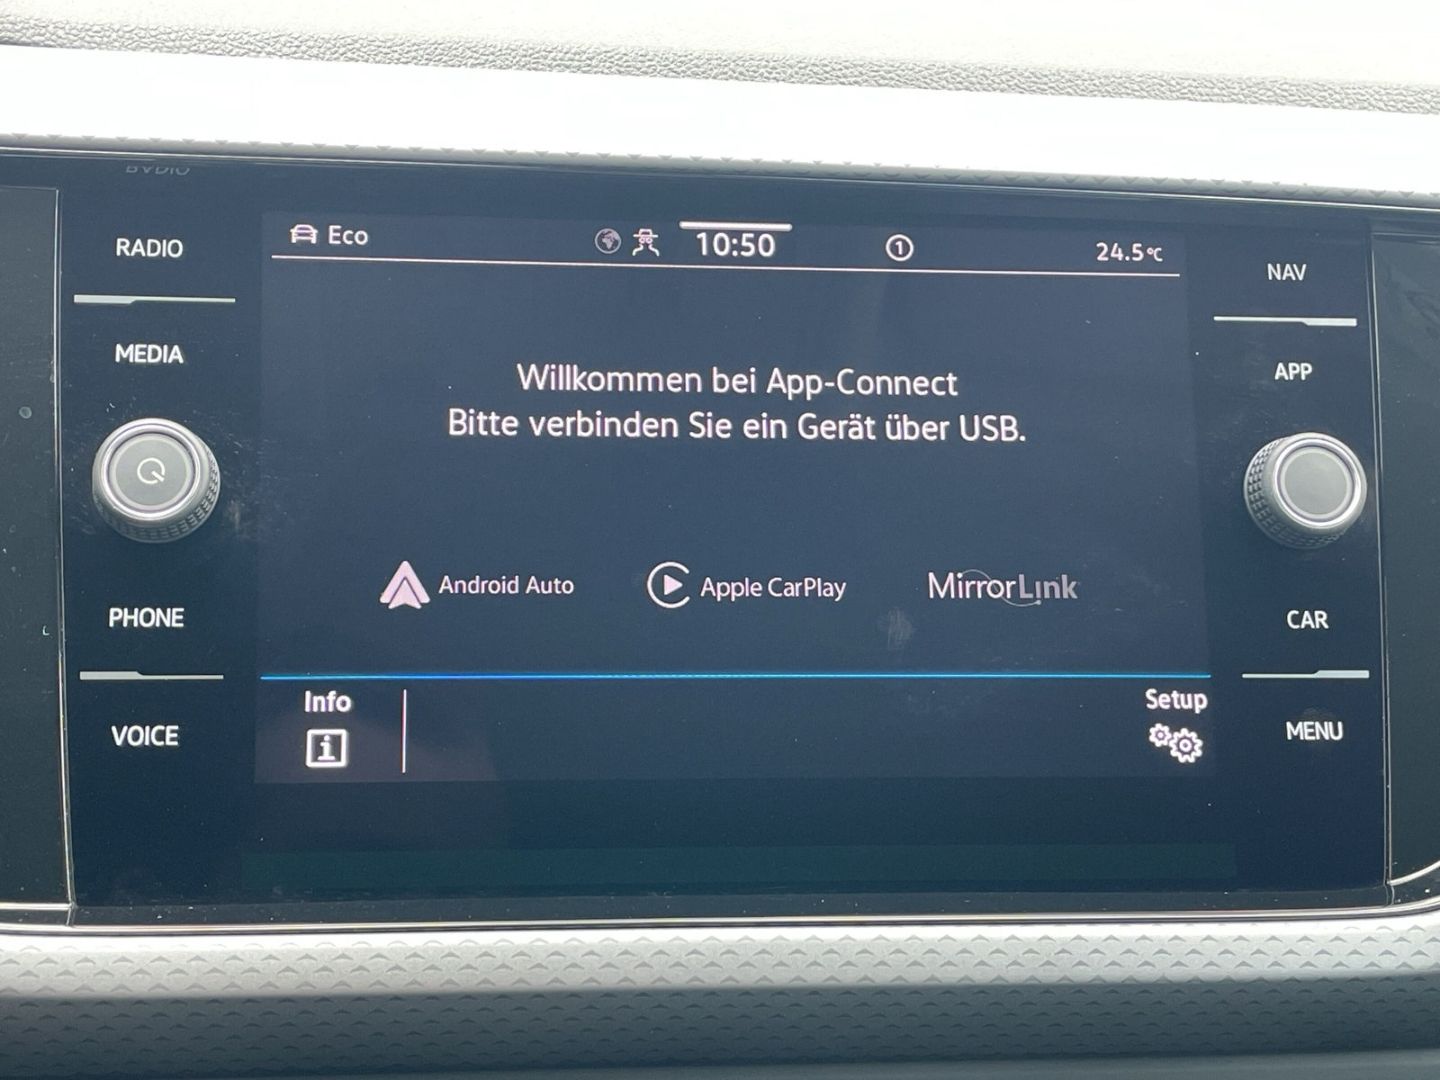 RADIO
MEDIA
PHONE
VOICE
Eco
10:50
1
24.5°C
Willkommen bei App-Connect
Bitte verbinden Sie ein Gerät über USB.
Android Auto
Apple CarPlay
MirrorLink
Info
i
Setup
NAV
APP
CAR
MENU